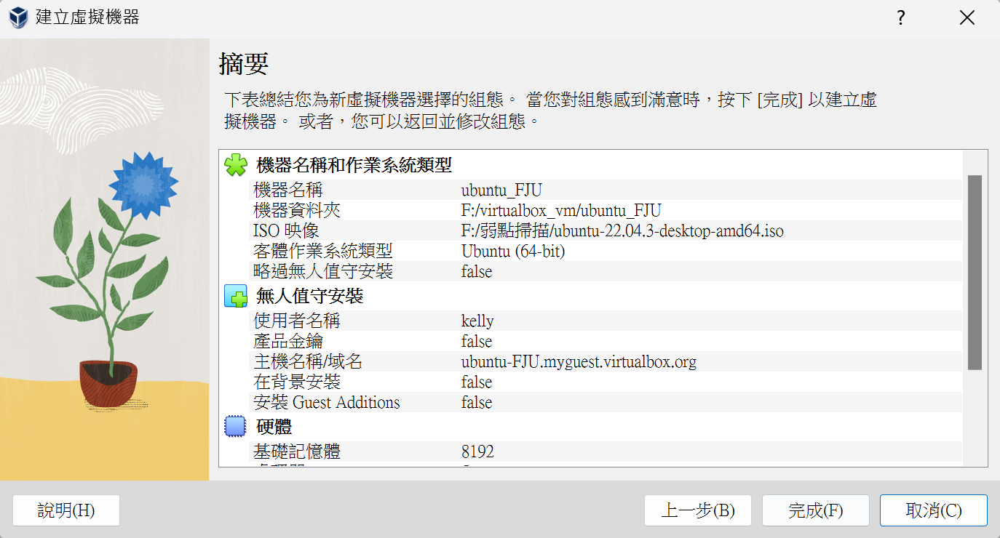 建立虛擬機器
?
摘要
下表總結您為新虛擬機器選擇的組態。 當您對組態感到滿意時，按下 [完成] 以建立虛
擬機器。 或者，您可以返回並修改組態。
機器名稱和作業系統類型
機器名稱 ubuntu_FJU
機器資料夾 F:/virtualbox_vm/ubuntu_FJU
ISO 映像 F:/弱點掃描/ubuntu-22.04.3-desktop-amd64.iso
客體作業系統類型 Ubuntu (64-bit)
略過無人值守安裝 false
無人值守安裝
使用者名稱 kelly
產品金鑰 false
主機名稱/域名 ubuntu-FJU.myguest.virtualbox.org
在背景安裝 false
安裝 Guest Additions false
硬體
基礎記憶體 8192
說明(H) 上一步(B) 完成(F) 取消(C)